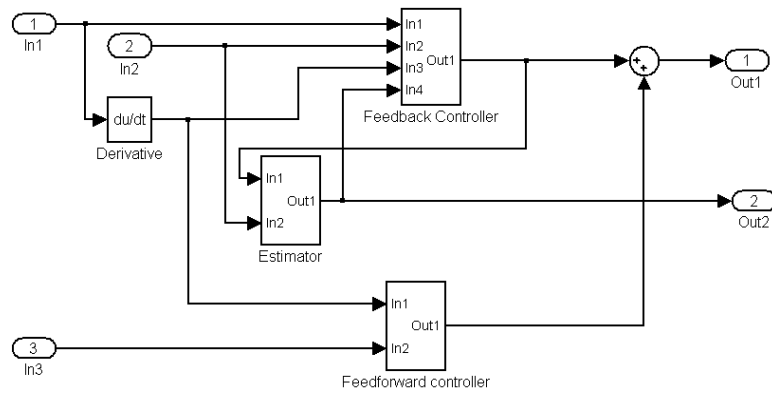 1
In1
2
In2
In1
In2
In3
In4
Out1
Feedback Controller
+
+
1
Out1
du/dt
Derivative
In1
In2
Out1
Estimator
2
Out2
In1
In2
Out1
Feedforward controller
3
In3